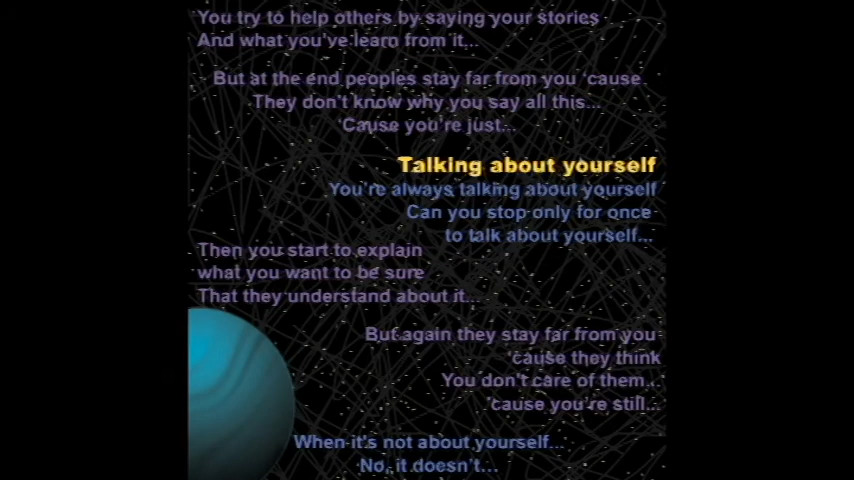 You try to help others by saying your stories
And what you've learn from it...
But at the end peoples stay far from you 'cause
They don't know why you say all this...
'Cause you're just...
Talking about yourself
You're always talking about yourself
Can you stop only for once
to talk about yourself...
Then you start to explain
what you want to be sure
That they understand about it...
But again they stay far from you
'cause they think
You don't care of them...
'cause you're still...
When it's not about yourself...
No, it doesn't...